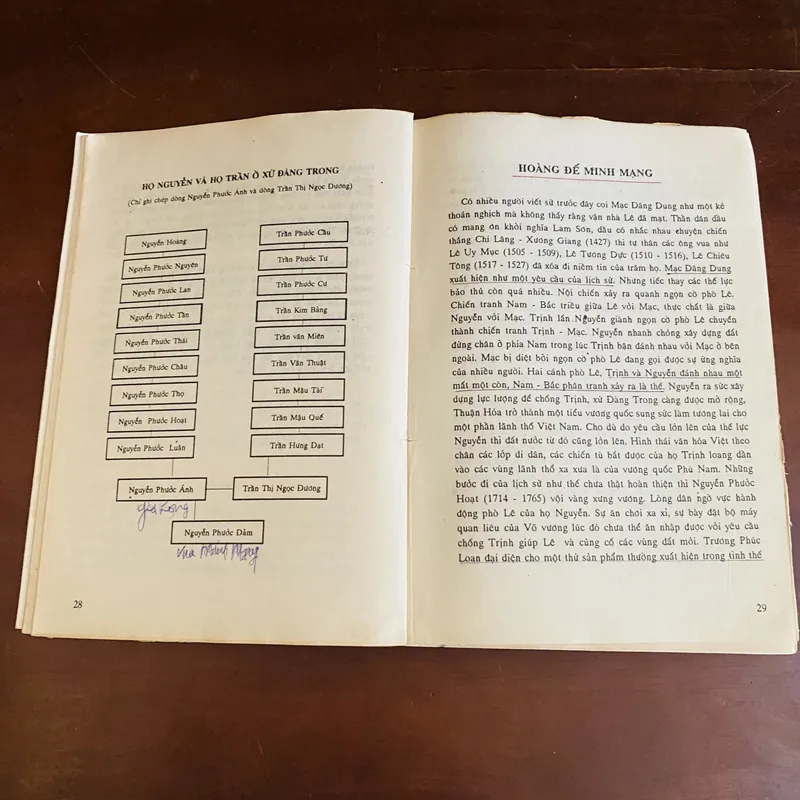 HỌ NGUYỄN VÀ HỌ TRẦN Ở XỨ ĐÀNG TRONG
(Chỉ ghi chép dòng Nguyễn Phước Ánh và dòng Trần Thị Ngọc Dương)
Nguyễn Hoàng
Nguyễn Phước Nguyên
Nguyễn Phước Lan
Nguyễn Phước Tần
Nguyễn Phước Thái
Nguyễn Phước Châu
Nguyễn Phước Thọ
Nguyễn Phước Hoạt
Nguyễn Phước Luân
Trần Phước Cầu
Trần Phước Tư
Trần Phước Cư
Trần Kim Bảng
Trần văn Miên
Trần Văn Thuật
Trần Mậu Tài
Trần Mậu Quế
Trần Hưng Đạt
Nguyễn Phước Ánh
Trần Thị Ngọc Dương
Gia Long
Nguyễn Phước Đảm
Vua Minh Mạng
28
HOÀNG ĐẾ MINH MẠNG
Có nhiều người viết sử trước đây coi Mạc Đăng Dung như một kẻ
thoán nghịch mà không thấy rằng vận nhà Lê đã mạt. Thần dân dầu
có mang ơn khởi nghĩa Lam Sơn, dầu có nhắc nhau chuyện chiến
thắng Chi Lăng - Xương Giang (1427) thì tư thân các ông vua như
Lê Uy Mục (1505 - 1509), Lê Tương Dực (1510 - 1516), Lê Chiêu
Tông (1517 - 1527) đã xóa đi niềm tin của trăm họ. Mạc Đăng Dung
xuất hiện như một yêu cầu của lịch sử. Nhưng tiếc thay các thế lực
bảo thủ còn quá nhiều. Nội chiến xảy ra quanh ngọn cờ phò Lê.
Chiến tranh Nam - Bắc triều giữa Lê với Mạc, thực chất là giữa
Nguyễn với Mạc. Trịnh lấn Nguyễn giành ngọn cờ phò Lê chuyển
thành chiến tranh Trịnh - Mạc. Nguyễn nhanh chóng xây dựng đất
đứng chân ở phía Nam trong lúc Trịnh bận đánh nhau với Mạc ở bên
ngoài. Mạc bị diệt bởi ngọn cờ phò Lê đang gọi được sự ứng nghĩa
của nhiều người. Hai cánh phò Lê, Trịnh và Nguyễn đánh nhau một
mất một còn, Nam - Bắc phân tranh xảy ra là thế. Nguyễn ra sức xây
dựng lực lượng để chống Trịnh, xứ Đàng Trong càng được mở rộng,
Thuận Hóa trở thành một tiểu vương quốc sung sức làm tương lai cho
một phần lãnh thổ Việt Nam. Cho dù do yêu cầu lớn lên của thế lực
Nguyễn thì đất nước từ đó cũng lớn lên. Hình thái văn hóa Việt theo
chân các lớp di dân, các chiến tù bắt được của họ Trịnh loang dần
vào các vùng lãnh thổ xa xưa là của vương quốc Phù Nam. Những
bước đi của lịch sử như thế chưa thật hoàn thiện thì Nguyễn Phước
Hoạt (1714 - 1765) vội vàng xưng vương. Lòng dân ngờ vực hành
động phò Lê của họ Nguyễn. Sự ăn chơi xa xỉ, sự bày đặt bộ máy
quan liêu của Võ vương lúc đó chưa thể ăn nhập được với yêu cầu
chống Trịnh giúp Lê và củng cố các vùng đất mới. Trương Phúc
Loan đại diện cho một thứ sản phẩm thường xuất hiện trong tình thế
29